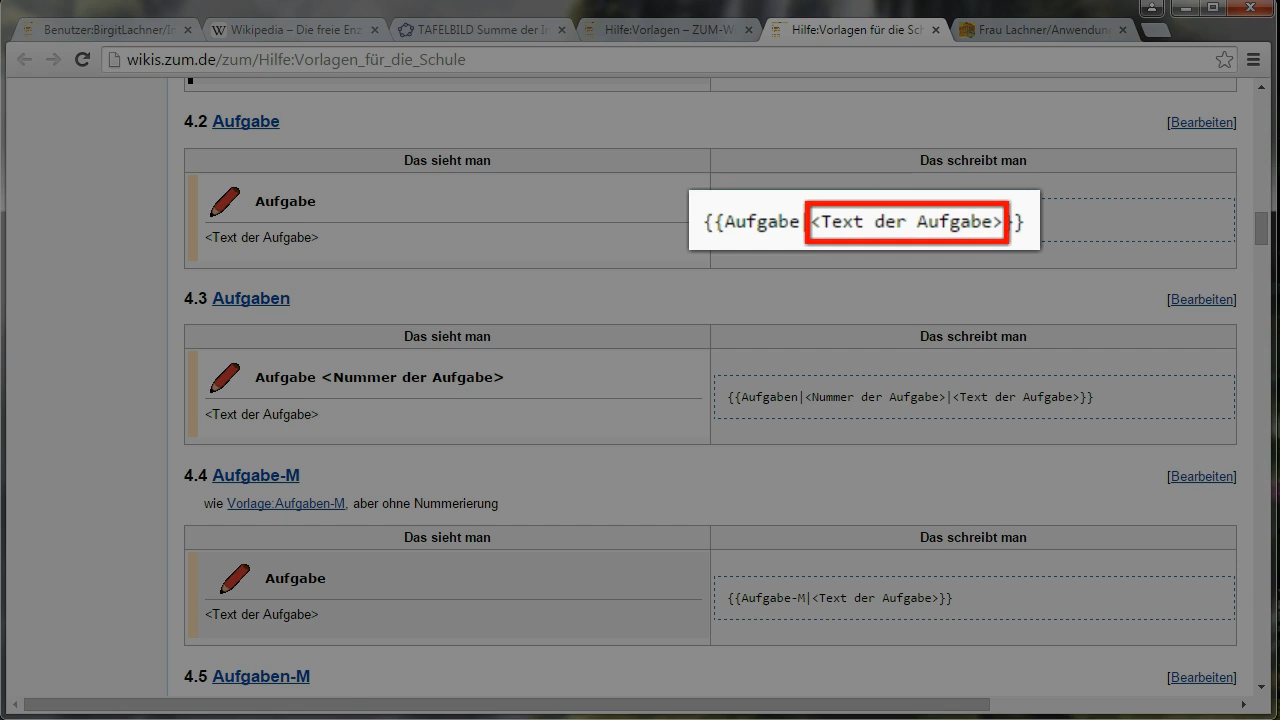 Benutzer:BirgitLachner/In
Wikipedia – Die freie Enz
TAFELBILD Summe der In
Hilfe:Vorlagen – ZUM-Wi
Hilfe:Vorlagen für die Sch
Frau Lachner/Anwendun
wikis.zum.de/zum/Hilfe:Vorlagen_für_die_Schule
4.2 Aufgabe [Bearbeiten]
Das sieht man Das schreibt man
Aufgabe
<Text der Aufgabe>
{{Aufgabe|<Text der Aufgabe>}}
4.3 Aufgaben [Bearbeiten]
Das sieht man Das schreibt man
Aufgabe <Nummer der Aufgabe>
<Text der Aufgabe>
{{Aufgaben|<Nummer der Aufgabe>|<Text der Aufgabe>}}
4.4 Aufgabe-M [Bearbeiten]
wie Vorlage:Aufgaben-M, aber ohne Nummerierung
Das sieht man Das schreibt man
Aufgabe
<Text der Aufgabe>
{{Aufgabe-M|<Text der Aufgabe>}}
4.5 Aufgaben-M [Bearbeiten]